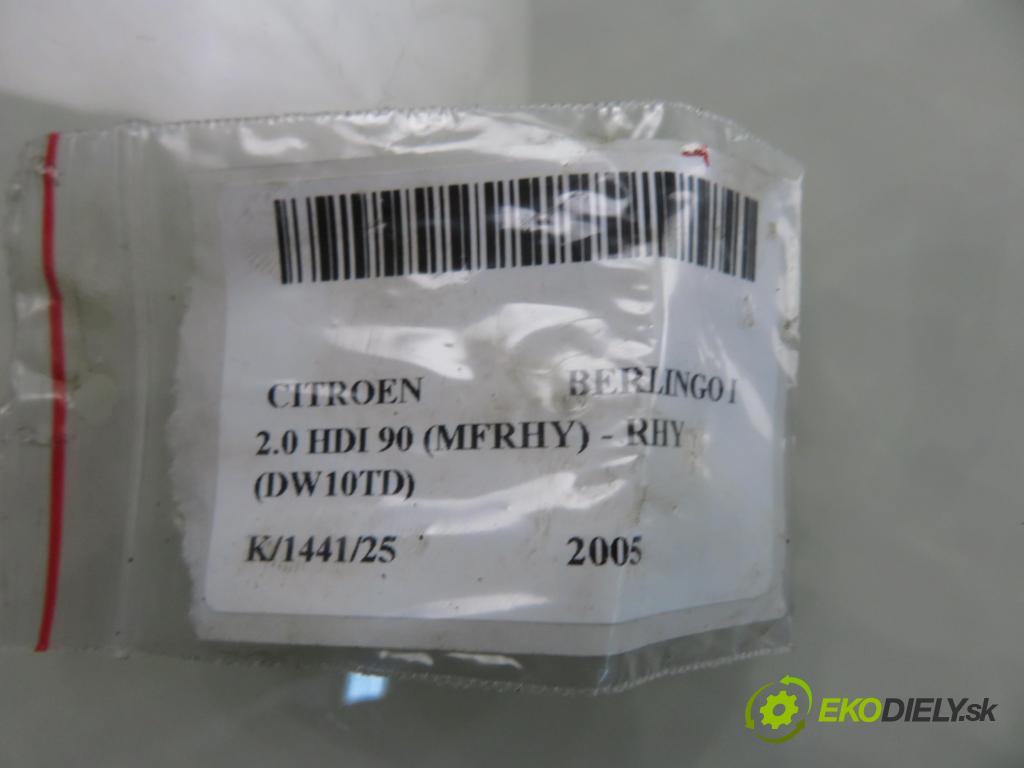 CITROEN BERLINGO I
2.0 HDI 90 (MFRHY) - RHY
(DW10TD)
K/1441/25 2005
EKODIELY.sk